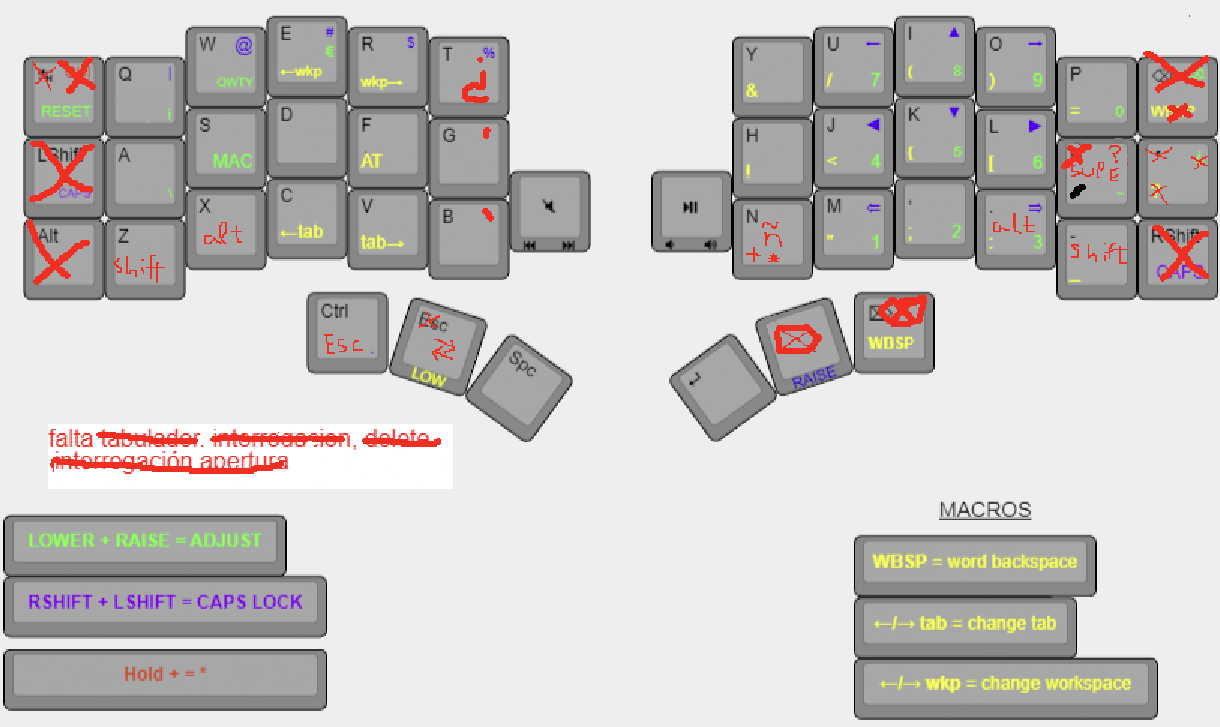 W @ QWTY
E # € ←wkp
R $ wkp→
T %
Y &
U ← / 7
I ▲ ( 8
O → ) 9
RESET
Q | i
P = 0
LShift CAPS
A \
S MAC
D
F AT
G
H !
J ◀ < 4
K ▼ { 5
L ▶ [ 6
Alt
Z shift
X alt
C ←tab
V tab→
B
N ñ + *
M ⇐ " 1
, ; 2
. ⇒ alt : 3
- shift _
RShift CAPS
Ctrl Esc.
Esc LOW
Spc
RAISE
WBSP
falta tabulador. interrogacion, delete
interrogación apertura
MACROS
LOWER + RAISE = ADJUST
WBSP = word backspace
RSHIFT + LSHIFT = CAPS LOCK
←/→ tab = change tab
Hold + = *
←/→ wkp = change workspace